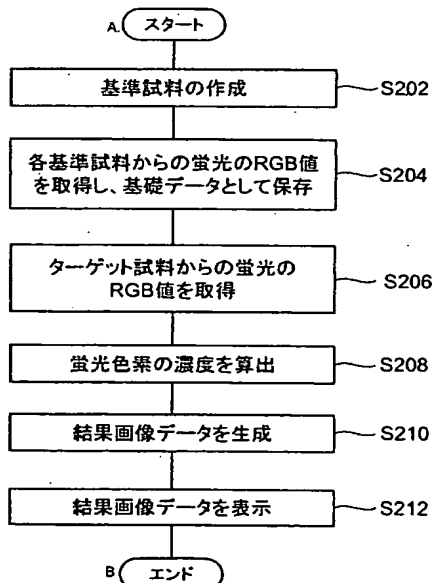 A. スタート
基準試料の作成 S202
各基準試料からの蛍光のRGB値
を取得し、基礎データとして保存 S204
ターゲット試料からの蛍光の
RGB値を取得 S206
蛍光色素の濃度を算出 S208
結果画像データを生成 S210
結果画像データを表示 S212
B エンド